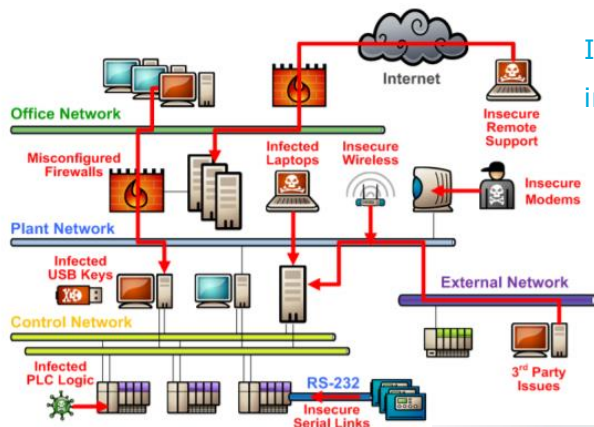 Internet
Office Network
Insecure
Remote
Support
Misconfigured
Firewalls
Infected
Laptops
Insecure
Wireless
Insecure
Modems
Plant Network
Infected
USB Keys
External Network
Control Network
Infected
PLC Logic
RS-232
Insecure
Serial Links
3rd Party
Issues